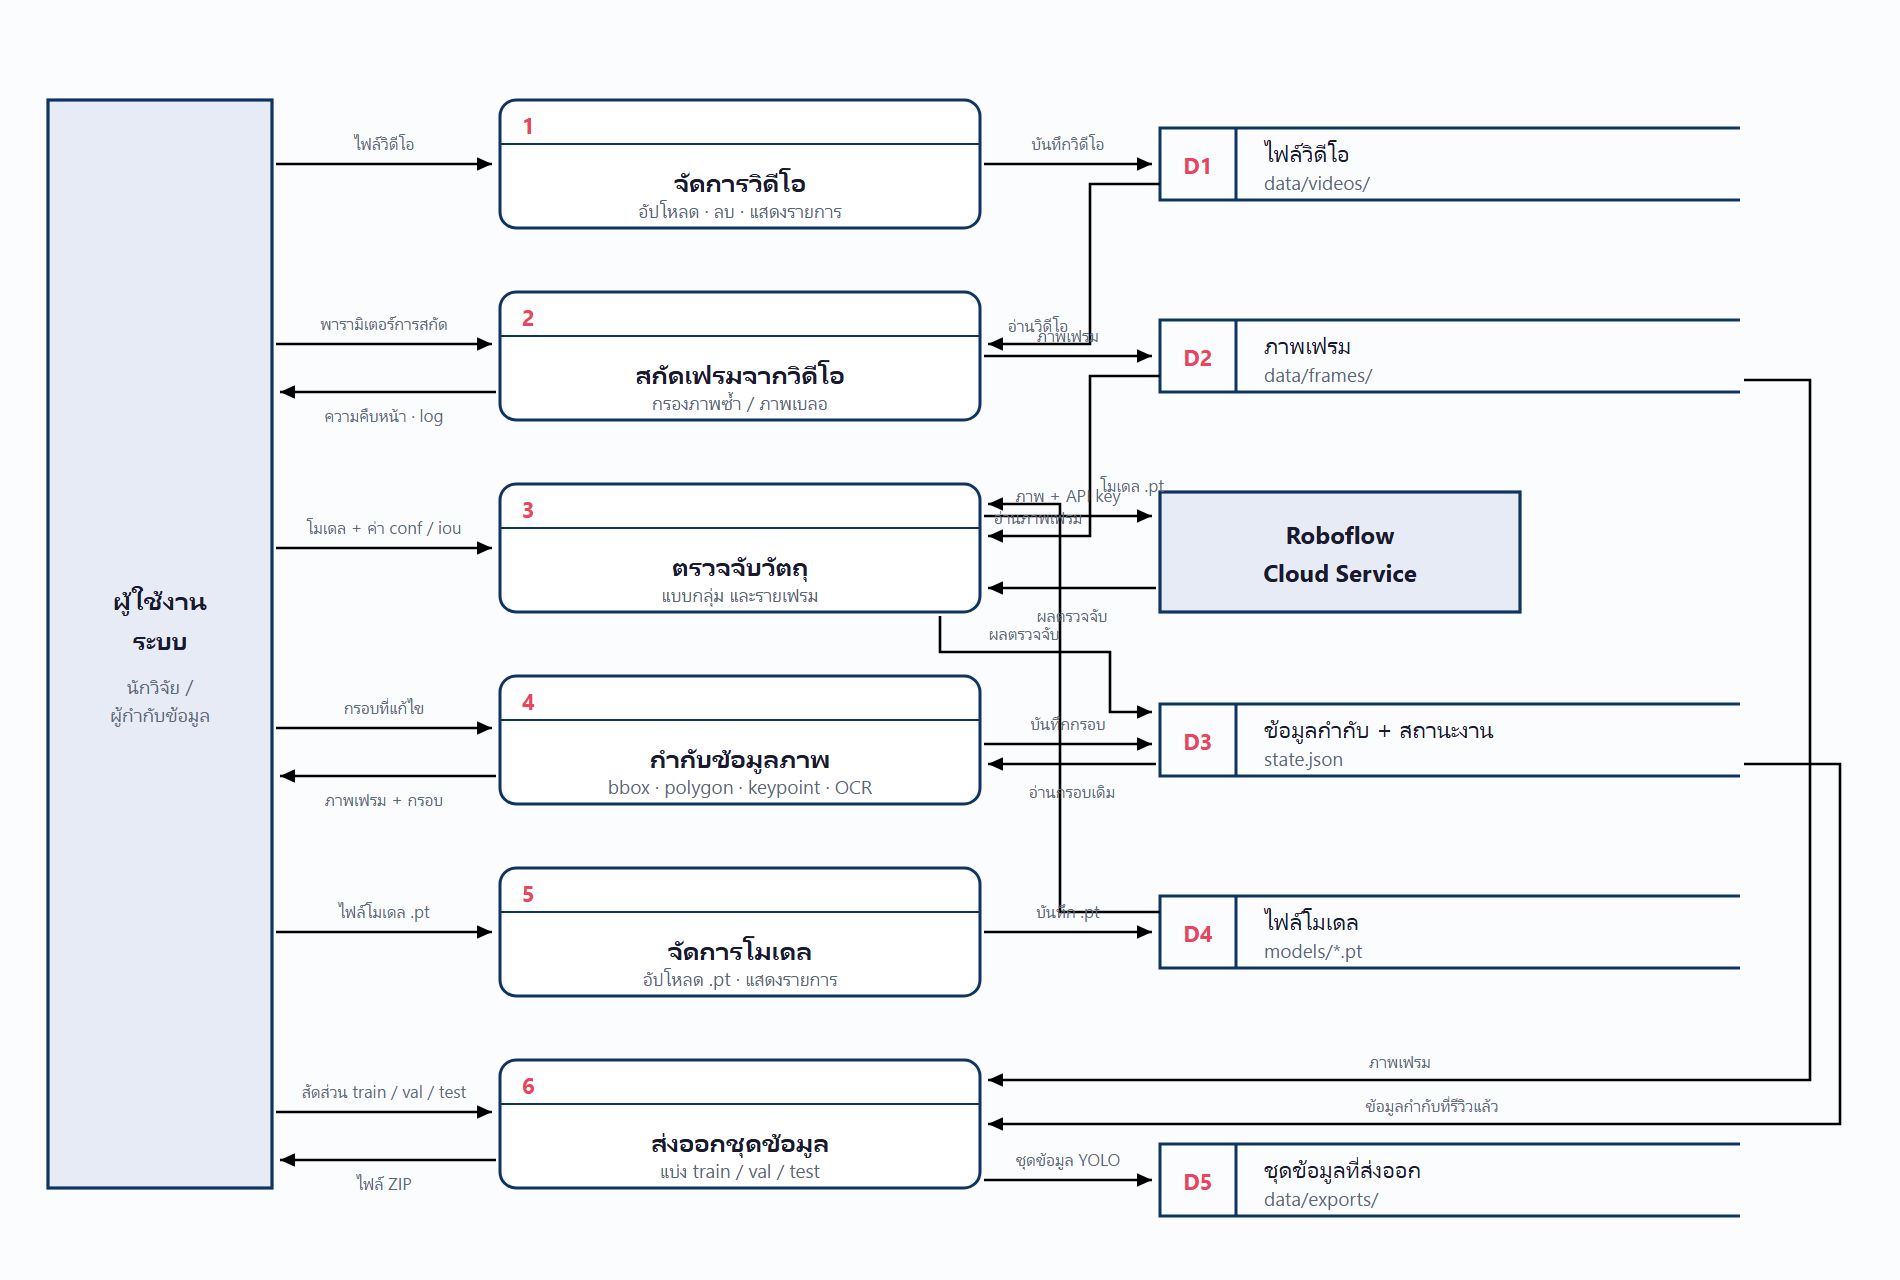 ผู้ใช้งาน
ระบบ
นักวิจัย /
ผู้กำกับข้อมูล
ไฟล์วิดีโอ
1
จัดการวิดีโอ
อัปโหลด · ลบ · แสดงรายการ
บันทึกวิดีโอ
D1
ไฟล์วิดีโอ
data/videos/
พารามิเตอร์การสกัด
ความคืบหน้า · log
2
สกัดเฟรมจากวิดีโอ
กรองภาพซ้ำ / ภาพเบลอ
อ่านวิดีโอ
ภาพเฟรม
D2
ภาพเฟรม
data/frames/
โมเดล + ค่า conf / iou
3
ตรวจจับวัตถุ
แบบกลุ่ม และรายเฟรม
โมเดล .pt
ภาพ + API key
อ่านภาพเฟรม
Roboflow
Cloud Service
ผลตรวจจับ
ผลตรวจจับ
กรอบที่แก้ไข
ภาพเฟรม + กรอบ
4
กำกับข้อมูลภาพ
bbox · polygon · keypoint · OCR
บันทึกกรอบ
อ่านกรอบเดิม
D3
ข้อมูลกำกับ + สถานะงาน
state.json
ไฟล์โมเดล .pt
5
จัดการโมเดล
อัปโหลด .pt · แสดงรายการ
บันทึก .pt
D4
ไฟล์โมเดล
models/*.pt
สัดส่วน train / val / test
ไฟล์ ZIP
6
ส่งออกชุดข้อมูล
แบ่ง train / val / test
ภาพเฟรม
ข้อมูลกำกับที่รีวิวแล้ว
ชุดข้อมูล YOLO
D5
ชุดข้อมูลที่ส่งออก
data/exports/